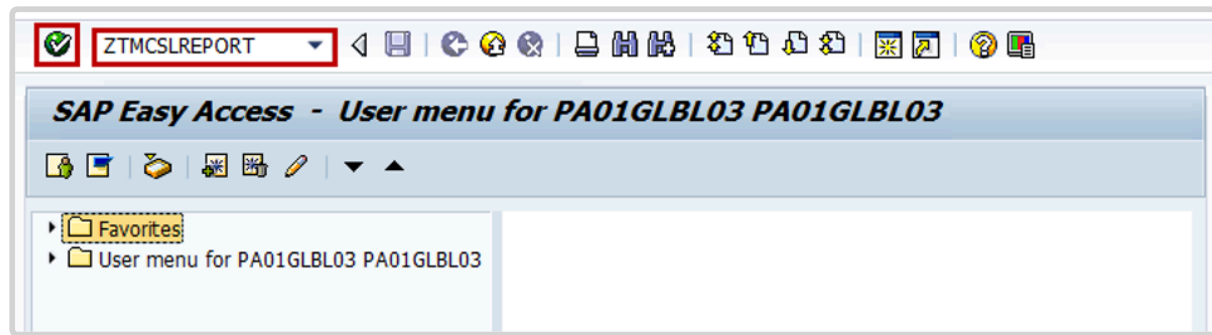 ZTMCSLREPORT
SAP Easy Access - User menu for PA01GLBL03 PA01GLBL03
Favorites
User menu for PA01GLBL03 PA01GLBL03